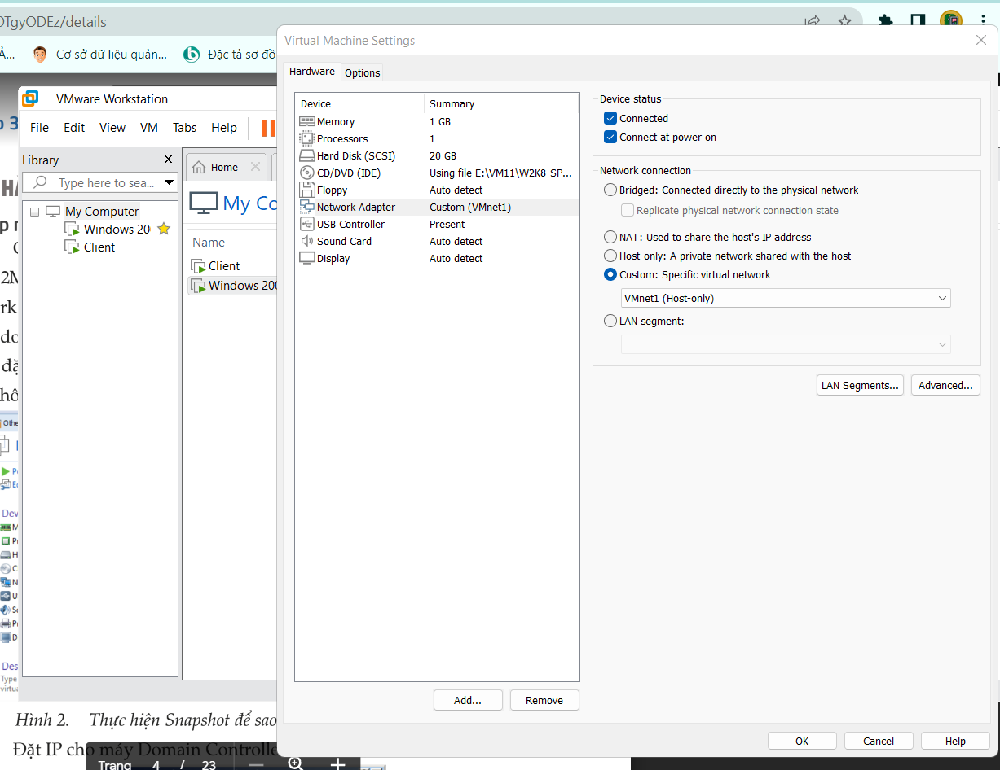 OTgyODEz/details
Cơ sở dữ liệu quản...
Đặc tả sơ đồ
VMware Workstation
File Edit View VM Tabs Help
Library
Type here to sea...
My Computer
Windows 20
Client
Home
My Co
Name
Client
Windows 200
Virtual Machine Settings
Hardware Options
Device Summary
Memory 1 GB
Processors 1
Hard Disk (SCSI) 20 GB
CD/DVD (IDE) Using file E:\VM11\W2K8-SP...
Floppy Auto detect
Network Adapter Custom (VMnet1)
USB Controller Present
Sound Card Auto detect
Display Auto detect
Add... Remove
Device status
Connected
Connect at power on
Network connection
Bridged: Connected directly to the physical network
Replicate physical network connection state
NAT: Used to share the host's IP address
Host-only: A private network shared with the host
Custom: Specific virtual network
VMnet1 (Host-only)
LAN segment:
LAN Segments... Advanced...
OK Cancel Help
Hình 2. Thực hiện Snapshot để sao
Đặt IP cho máy Domain Controlle
Trang 4 / 23